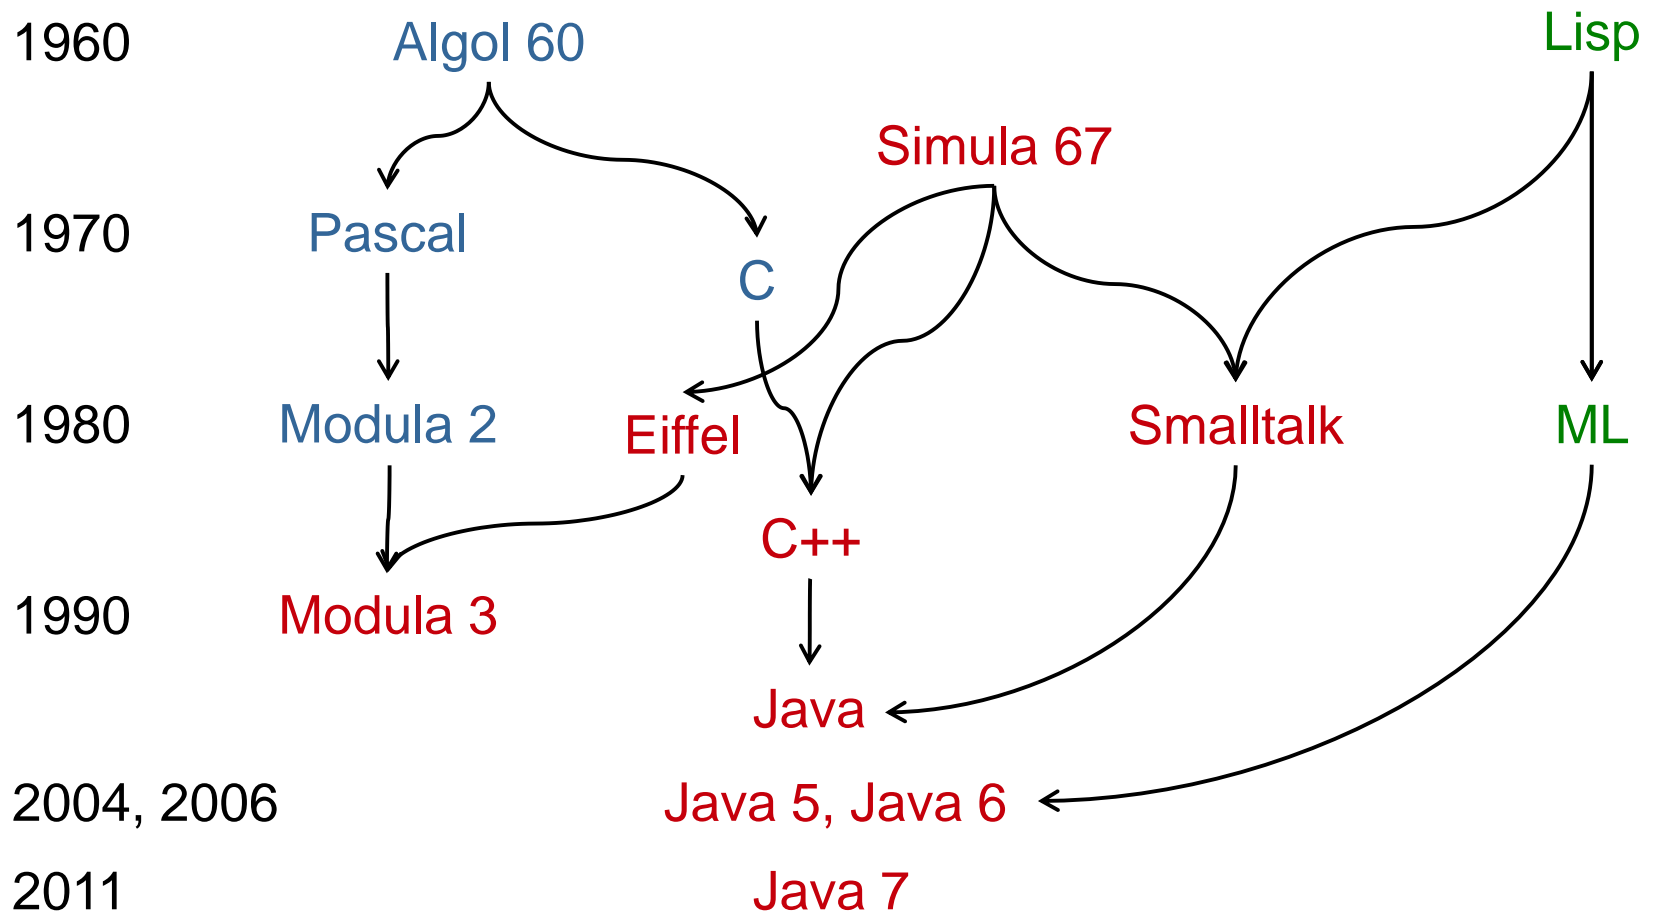 1960 Algol 60 Lisp
Simula 67
1970 Pascal
C
1980 Modula 2 Eiffel Smalltalk ML
C++
1990 Modula 3
Java
2004, 2006 Java 5, Java 6
2011 Java 7